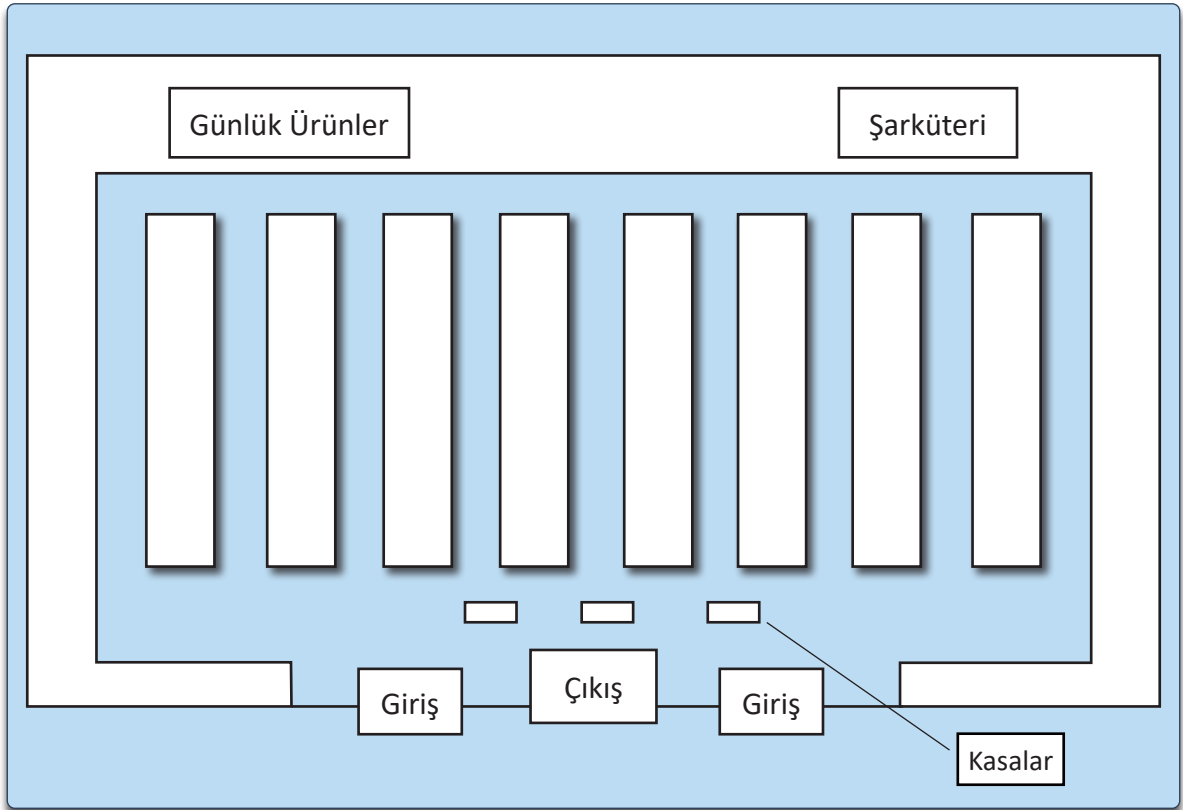 Günlük Ürünler
Şarküteri
Giriş
Çıkış
Giriş
Kasalar